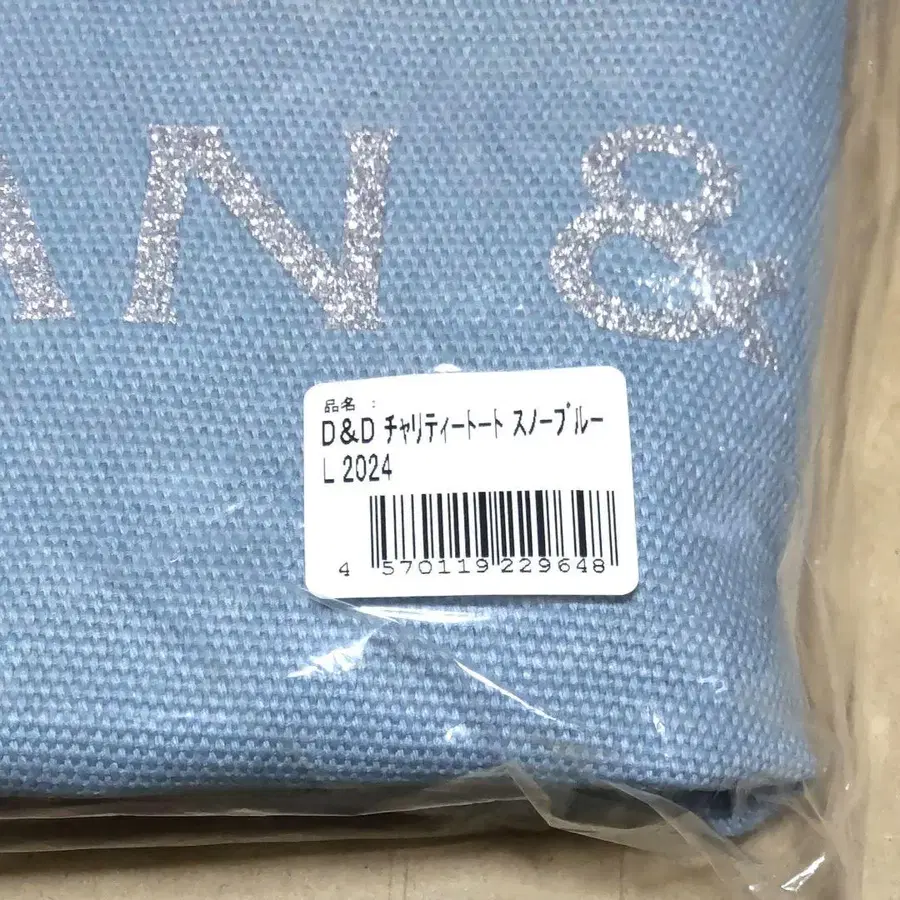 AN &
品名 :
D&D チャリティートート スノーブルー
L 2024
4 570119 229648